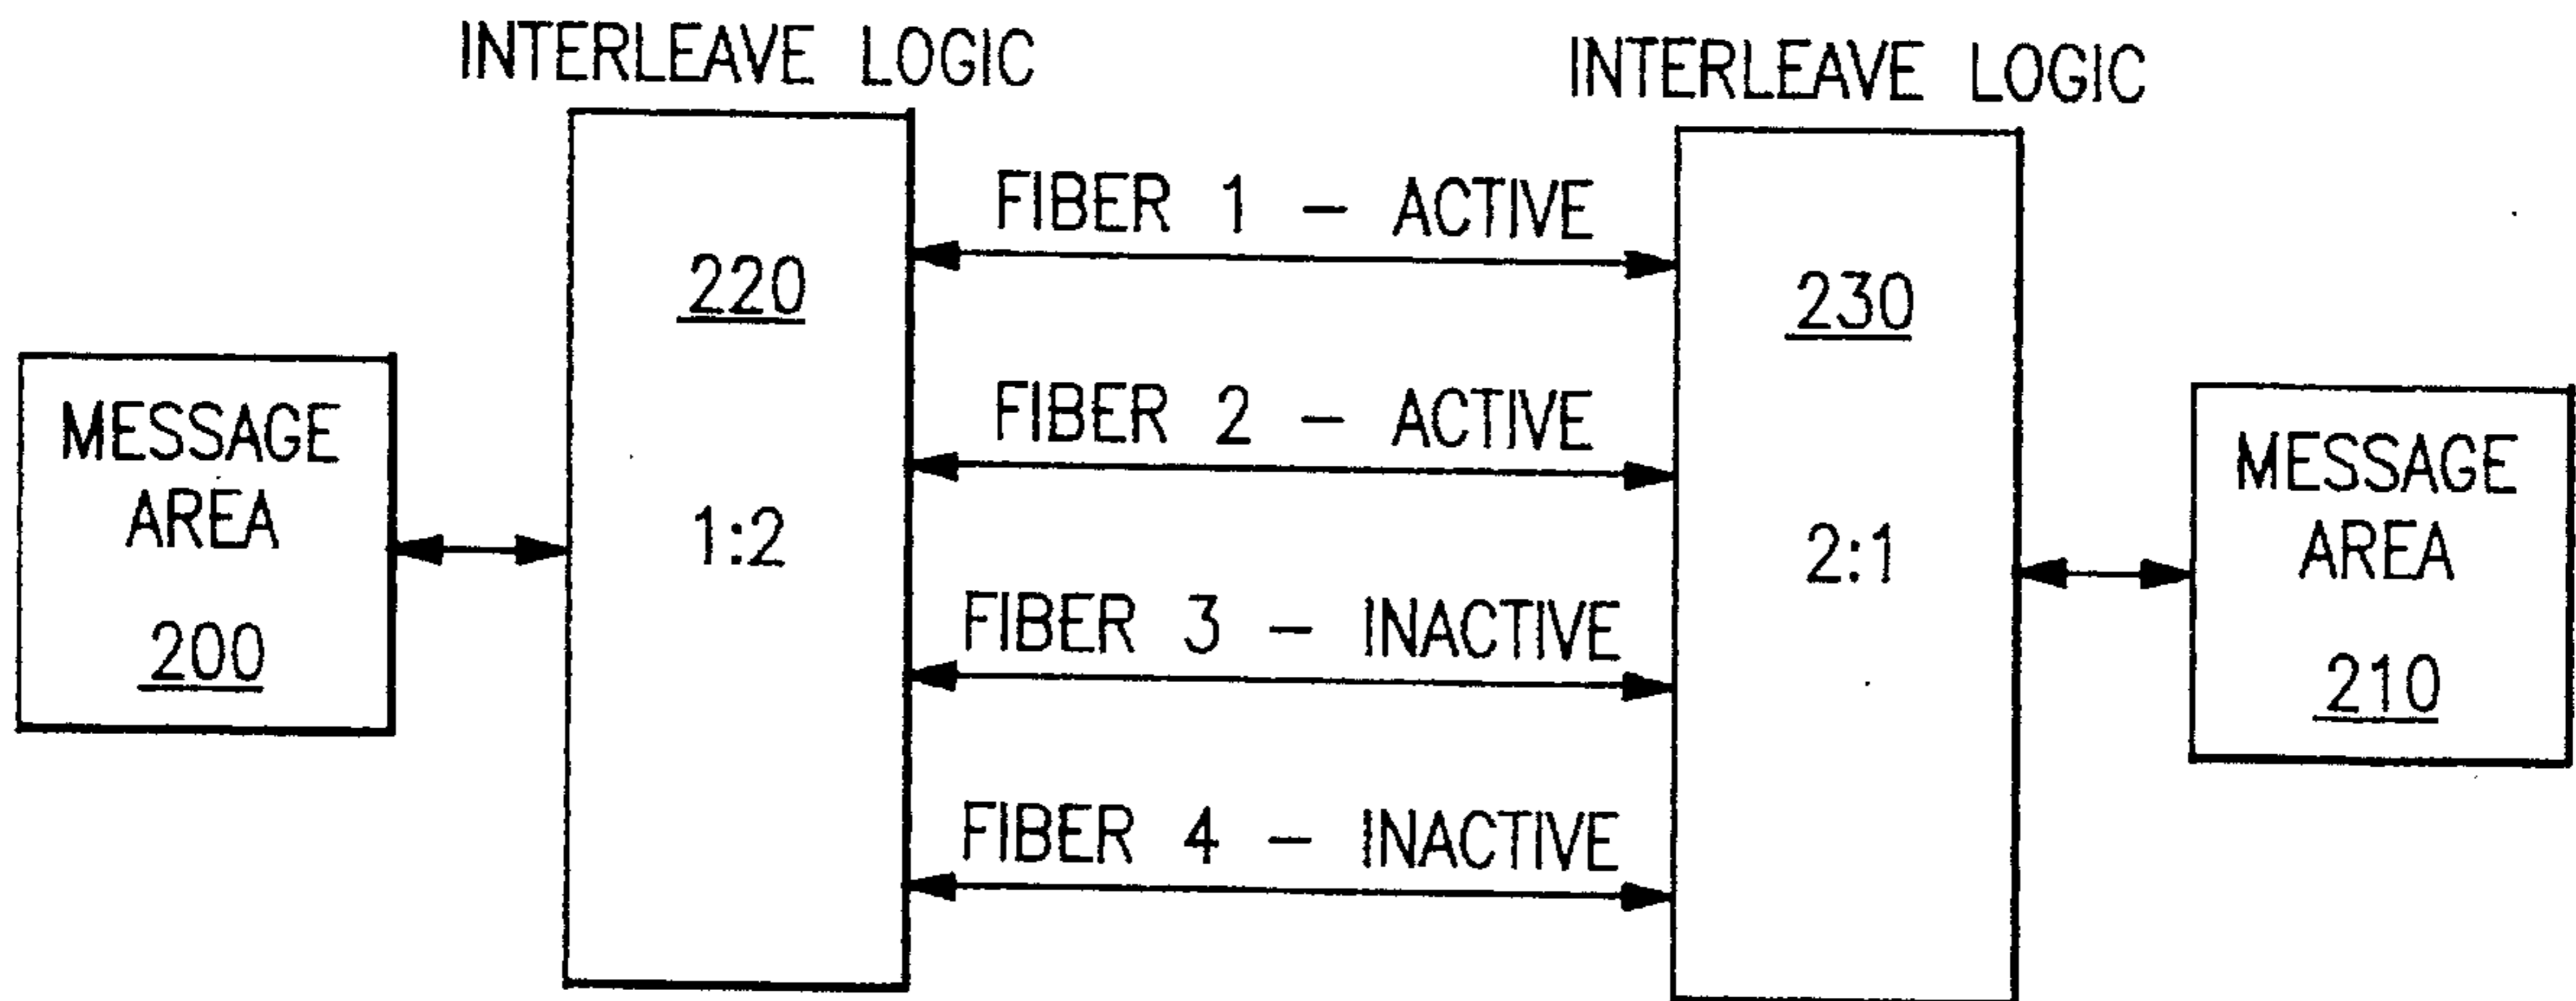 INTERLEAVE LOGIC
INTERLEAVE LOGIC
FIBER 1 – ACTIVE
220
230
FIBER 2 – ACTIVE
MESSAGE
AREA
200
1:2
2:1
MESSAGE
AREA
210
FIBER 3 – INACTIVE
FIBER 4 – INACTIVE